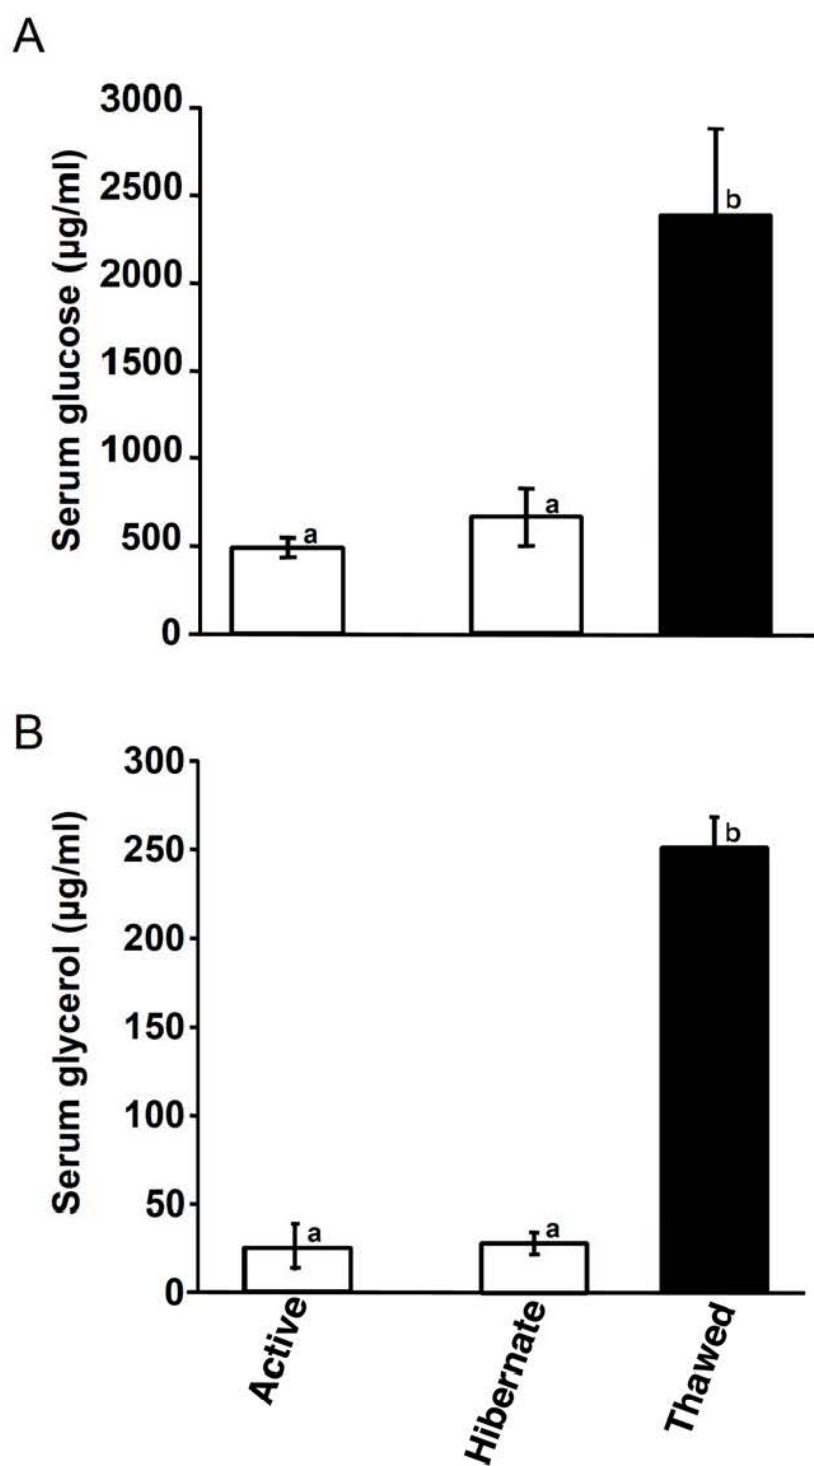 A
Serum glucose (µg/ml)
3000
2500
2000
1500
1000
500
0
a
a
b
B
Serum glycerol (µg/ml)
300
250
200
150
100
50
0
a
a
b
Active
Hibernate
Thawed